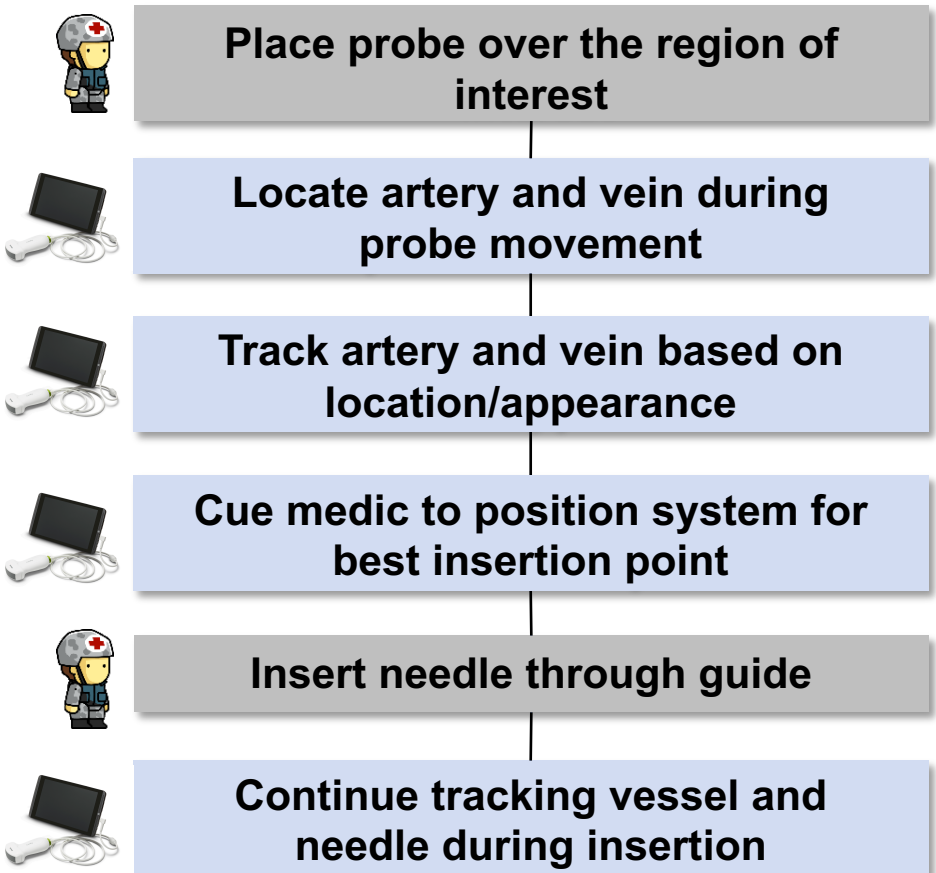 Place probe over the region of
interest
Locate artery and vein during
probe movement
Track artery and vein based on
location/appearance
Cue medic to position system for
best insertion point
Insert needle through guide
Continue tracking vessel and
needle during insertion